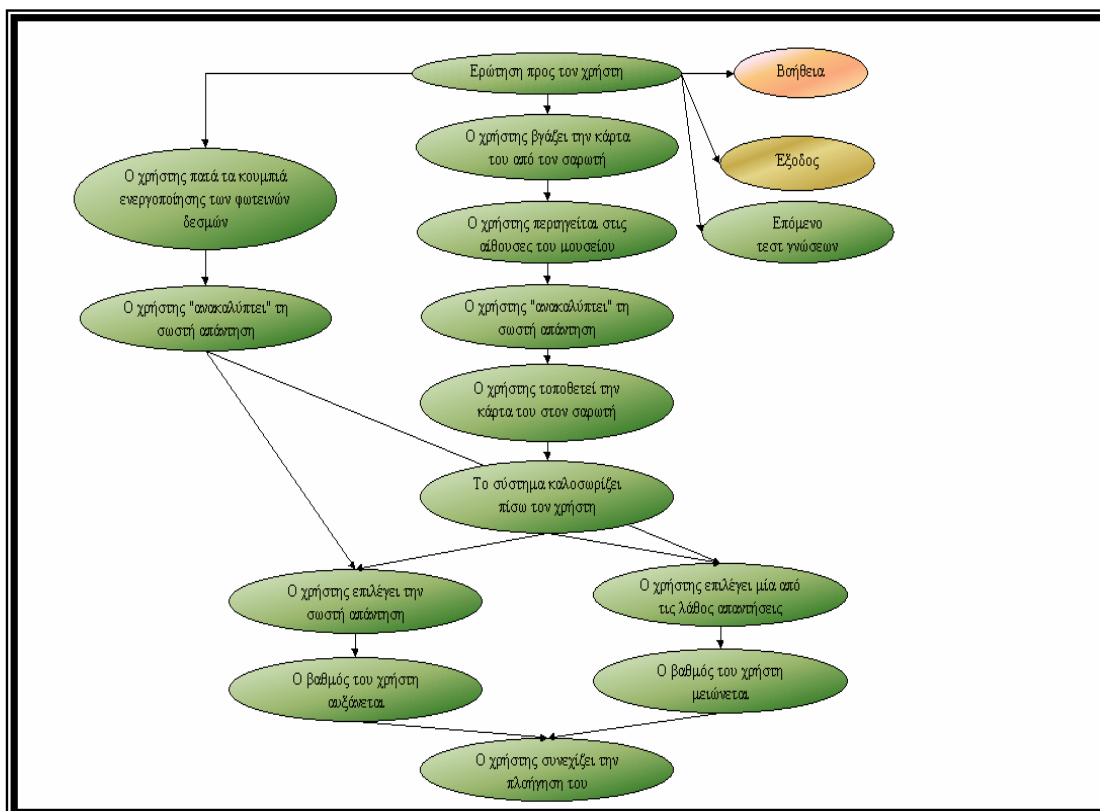 Ερώτηση προς τον χρήστη
Βοήθεια
Ο χρήστης βγάζει την κάρτα
του από τον σαρωτή
Έξοδος
Ο χρήστης πατά τα κουμπιά
ενεργοποίησης των φωτεινών
δεσμών
Ο χρήστης περιηγείται στις
αίθουσες του μουσείου
Επόμενο
τεστ γνώσεων
Ο χρήστης "ανακαλύπτει" τη
σωστή απάντηση
Ο χρήστης "ανακαλύπτει" τη
σωστή απάντηση
Ο χρήστης τοποθετεί την
κάρτα του στον σαρωτή
Το σύστημα καλοσωρίζει
πίσω τον χρήστη
Ο χρήστης επιλέγει την
σωστή απάντηση
Ο χρήστης επιλέγει μία από
τις λάθος απαντήσεις
Ο βαθμός του χρήστη
αυξάνεται
Ο βαθμός του χρήστη
μειώνεται
Ο χρήστης συνεχίζει την
πλοήγηση του